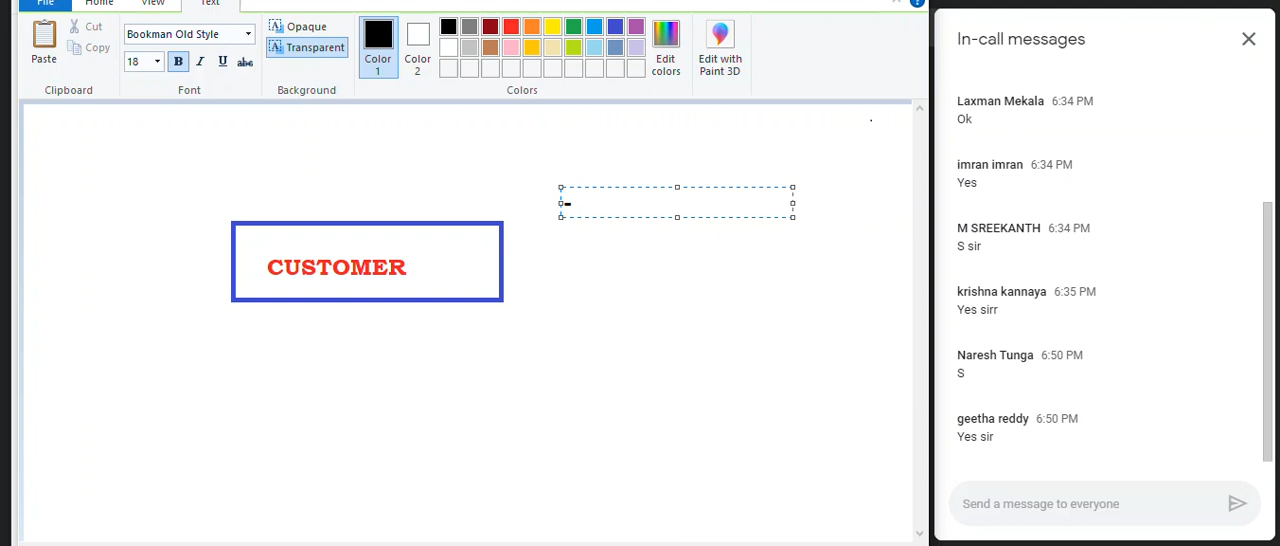 File Home View Text
Paste
Cut
Copy
Clipboard
Bookman Old Style
18 B I U abc
Font
Opaque
Transparent
Background
Color 1
Color 2
Edit colors
Colors
Edit with Paint 3D
-
CUSTOMER
In-call messages
Laxman Mekala 6:34 PM
Ok
imran imran 6:34 PM
Yes
M SREEKANTH 6:34 PM
S sir
krishna kannaya 6:35 PM
Yes sirr
Naresh Tunga 6:50 PM
S
geetha reddy 6:50 PM
Yes sir
Send a message to everyone